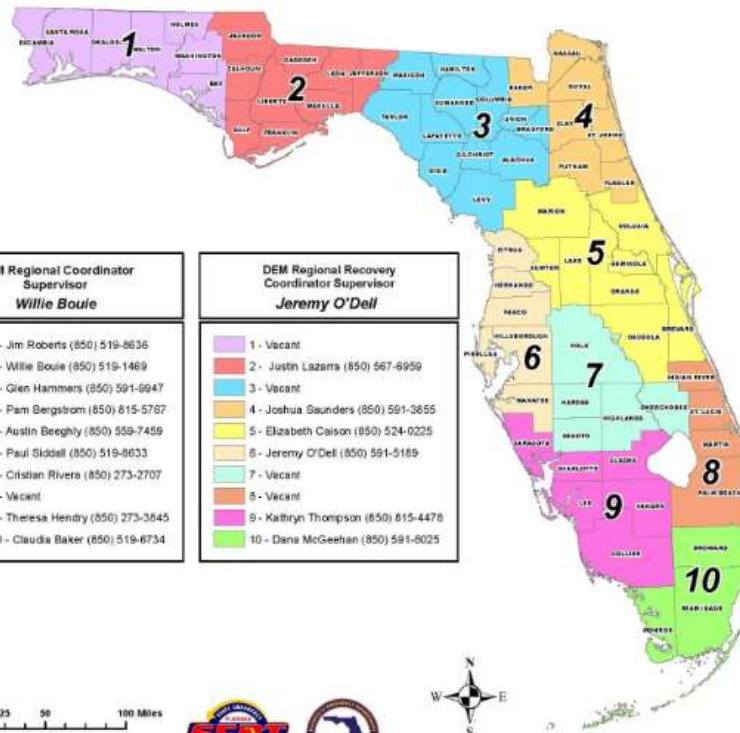 HOLMES
JACKSON
SANTA ROSA
ESCAMBIA
OKALOOSA
WALTON
1
WASHINGTON
BAY
CALHOUN
GADSDEN
LEON
JEFFERSON
2
LIBERTY
WAKULLA
GULF
FRANKLIN
MADISON
HAMILTON
TAYLOR
SUWANNEE
COLUMBIA
3
LAFAYETTE
UNION
BRADFORD
GILCHRIST
ALACHUA
DIXIE
LEVY
NASSAU
BAKER
DUVAL
CLAY
4
ST. JOHNS
PUTNAM
FLAGLER
MARION
VOLUSIA
5
LAKE
SEMINOLE
ORANGE
OSCEOLA
BREVARD
CITRUS
SUMTER
HERNANDO
PASCO
HILLSBOROUGH
PINELLAS
6
MANATEE
POLK
7
HARDEE
HIGHLANDS
DESOTO
OKEECHOBEE
INDIAN RIVER
ST. LUCIE
MARTIN
8
PALM BEACH
SARASOTA
CHARLOTTE
GLADES
LEE
9
HENDRY
COLLIER
BROWARD
10
MIAMI-DADE
MONROE
M Regional Coordinator
Supervisor
Willie Bouie
- Jim Roberts (850) 519-8636
- Willie Bouie (850) 519-1469
- Glen Hammers (850) 591-9947
- Pam Bergstrom (850) 815-5767
- Austin Beeghly (850) 559-7459
- Paul Siddall (850) 519-8633
- Cristian Rivera (850) 273-2707
- Vacant
- Theresa Hendry (850) 273-3845
- Claudia Baker (850) 519-6734
DEM Regional Recovery
Coordinator Supervisor
Jeremy O'Dell
1 - Vacant
2 - Justin Lazarra (850) 567-6959
3 - Vacant
4 - Joshua Saunders (850) 591-3855
5 - Elizabeth Caison (850) 524-0225
6 - Jeremy O'Dell (850) 591-5189
7 - Vacant
8 - Vacant
9 - Kathryn Thompson (850) 815-4478
10 - Dana McGeehan (850) 591-8025
25 50 100 Miles
FLORIDA
SERT
N
W E
S